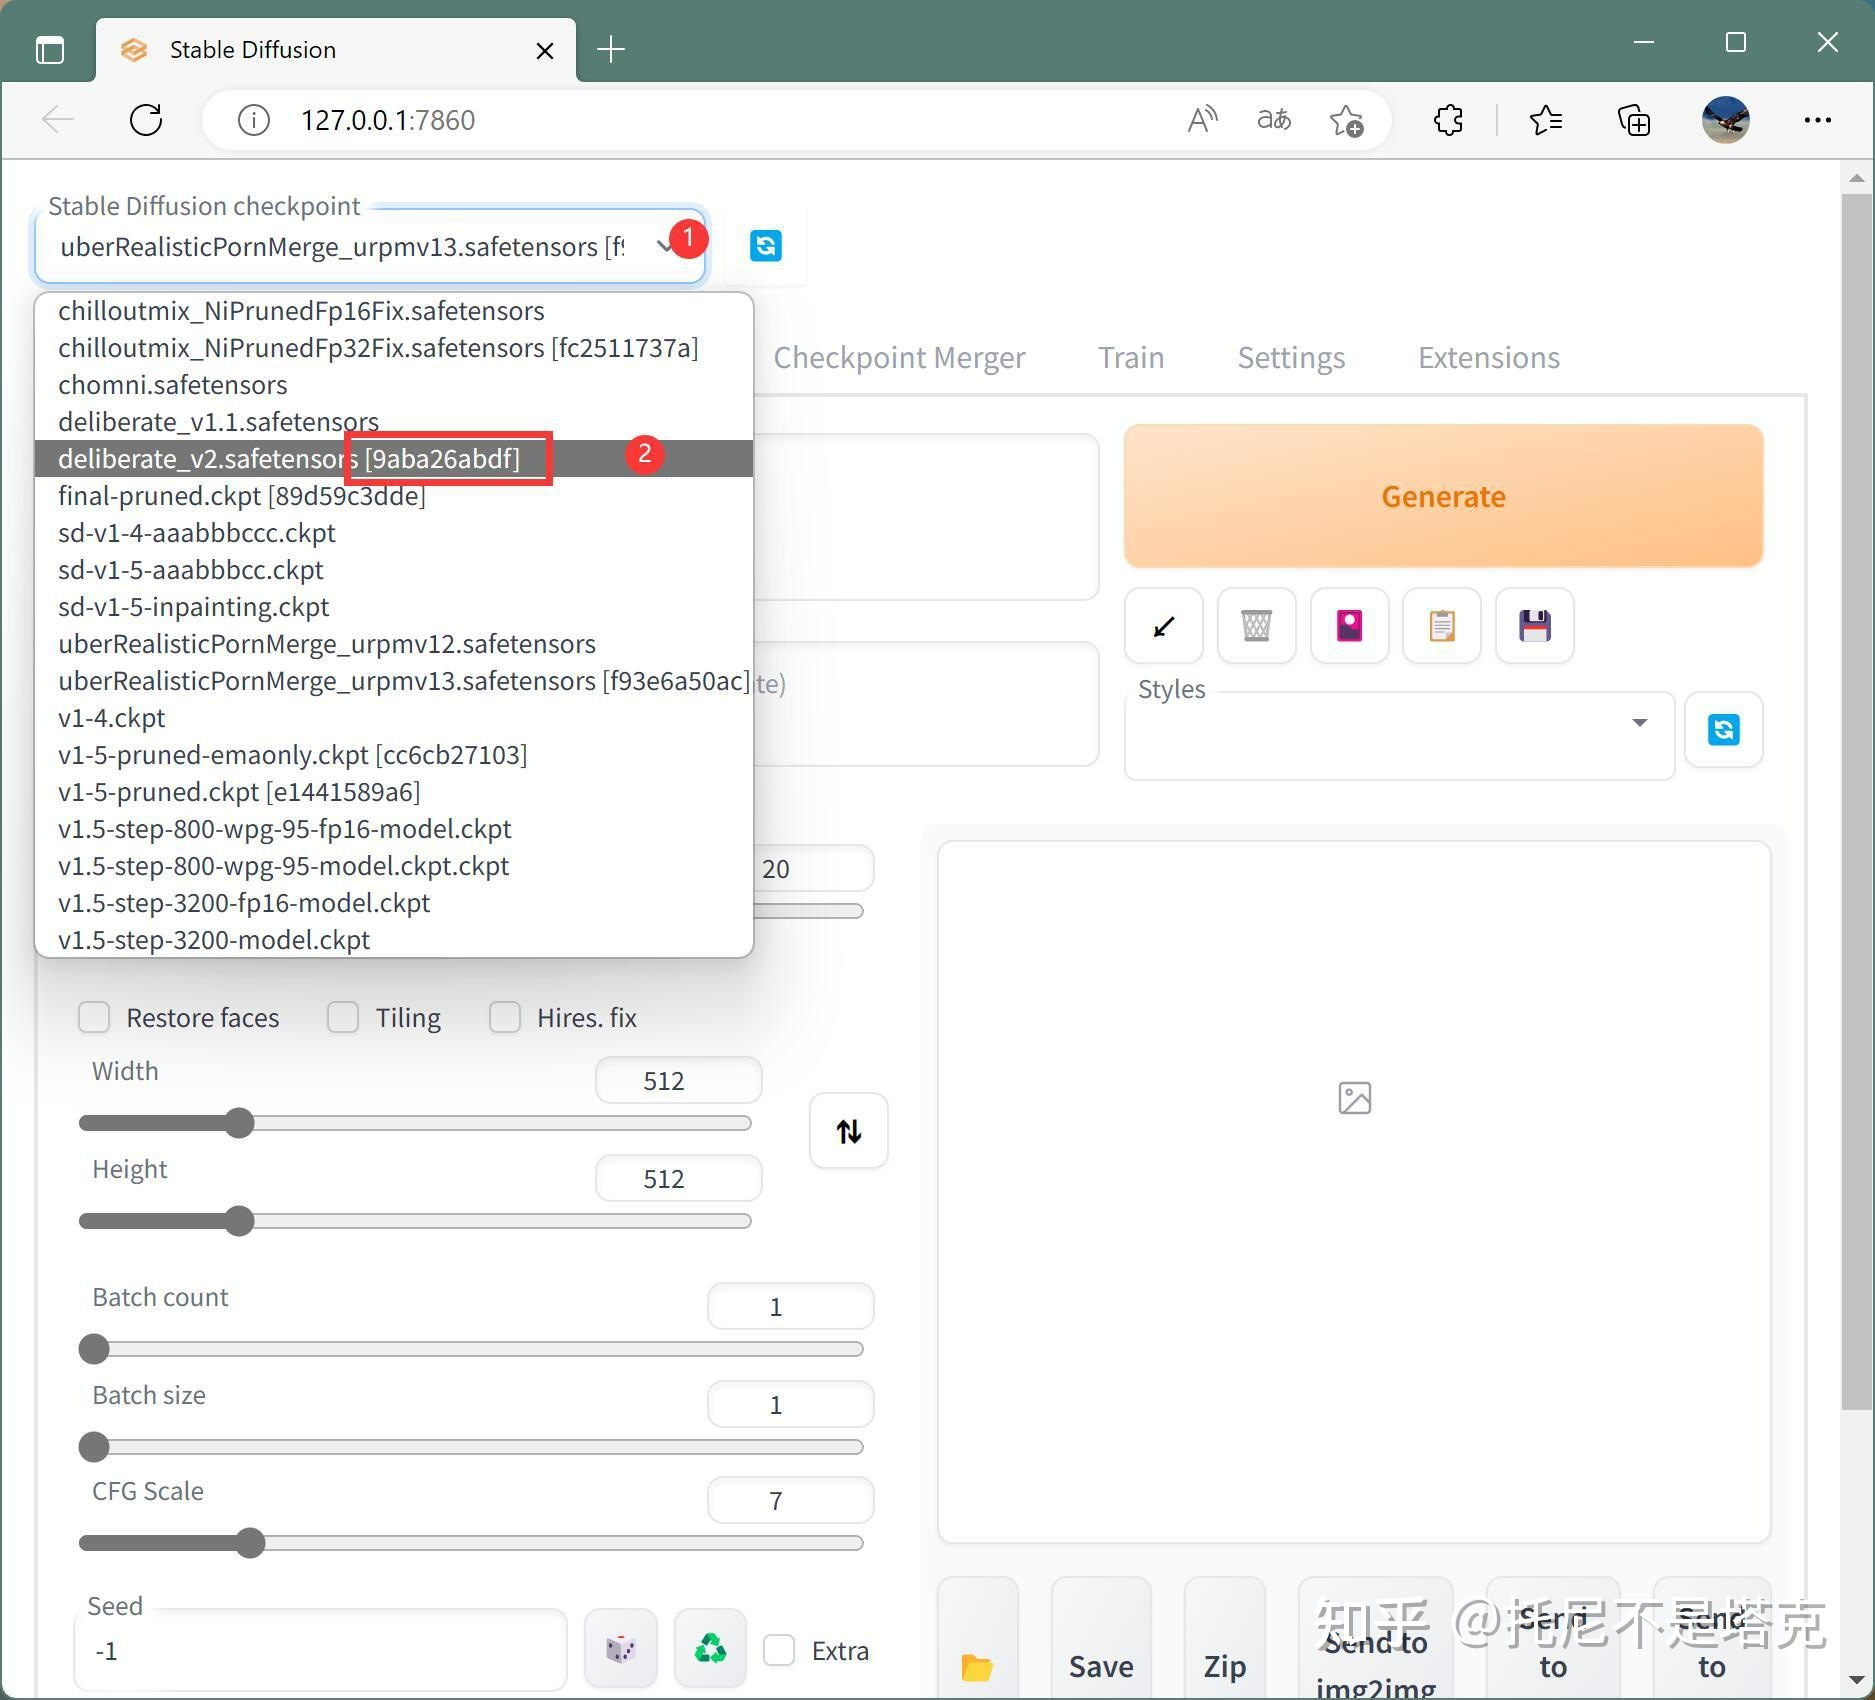 Stable Diffusion
127.0.0.1:7860
Stable Diffusion checkpoint
uberRealisticPornMerge_urpmv13.safetensors [f9
1
chilloutmix_NiPrunedFp16Fix.safetensors
chilloutmix_NiPrunedFp32Fix.safetensors [fc2511737a]
chomni.safetensors
deliberate_v1.1.safetensors
deliberate_v2.safetensors [9aba26abdf]
2
final-pruned.ckpt [89d59c3dde]
sd-v1-4-aaabbbccc.ckpt
sd-v1-5-aaabbbcc.ckpt
sd-v1-5-inpainting.ckpt
uberRealisticPornMerge_urpmv12.safetensors
uberRealisticPornMerge_urpmv13.safetensors [f93e6a50ac]
v1-4.ckpt
v1-5-pruned-emaonly.ckpt [cc6cb27103]
v1-5-pruned.ckpt [e1441589a6]
v1.5-step-800-wpg-95-fp16-model.ckpt
v1.5-step-800-wpg-95-model.ckpt.ckpt
v1.5-step-3200-fp16-model.ckpt
v1.5-step-3200-model.ckpt
Checkpoint Merger Train Settings Extensions
te)
Generate
Styles
20
Restore faces Tiling Hires. fix
Width 512
Height 512
Batch count 1
Batch size 1
CFG Scale 7
Seed
-1
Extra
Save
Zip
Send to
img2img
Send
to
Send
to
知乎 @托尼不是塔克